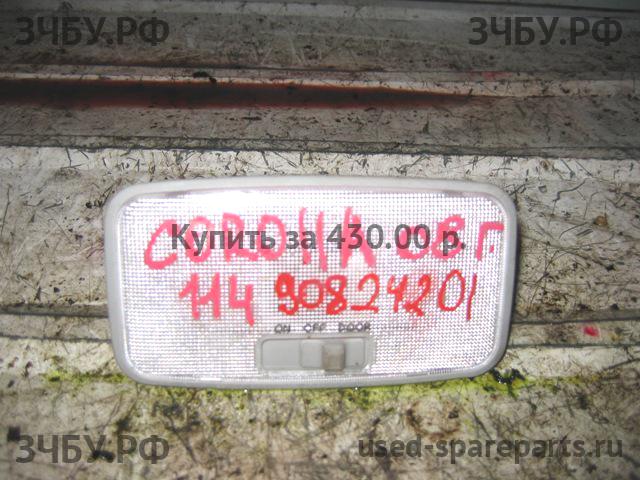 ЗЧБУ.РФ ЗЧБУ.РФ
COROllA 08 г.
Купить за 430.00 р.
114 90824201
ON OFF DOOR
ЗЧБУ.РФ used-spareparts.ru